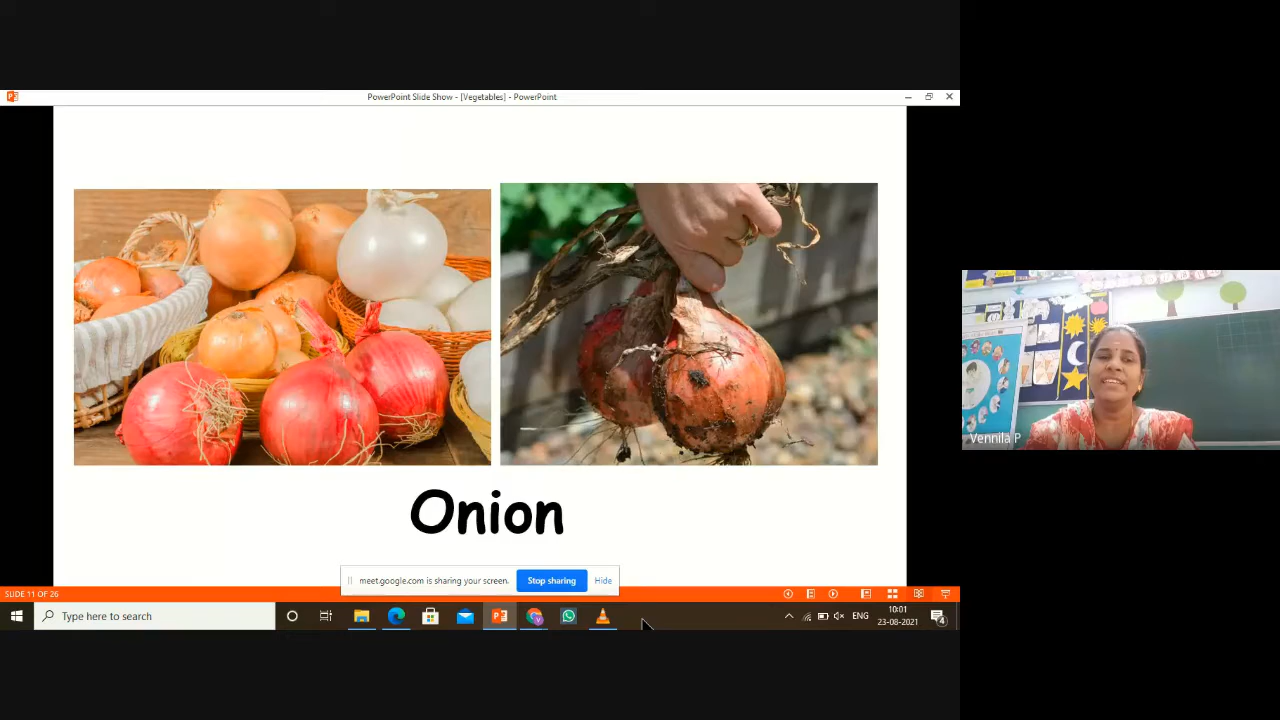 PowerPoint Slide Show - [Vegetables] - PowerPoint
Onion
meet.google.com is sharing your screen.
Stop sharing
Hide
SLIDE 11 OF 26
Type here to search
ENG
10:01
23-08-2021
4
Vennila P